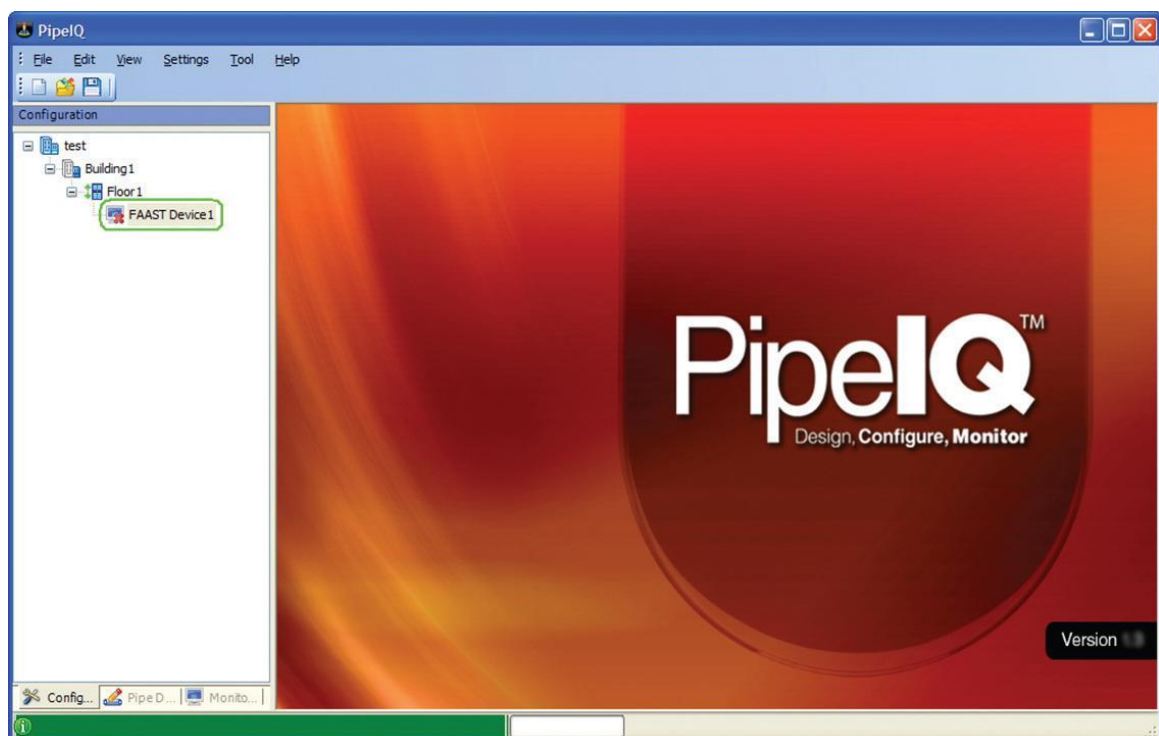 PipeIQ
File Edit View Settings Tool Help
Configuration
test
Building1
Floor1
FAAST Device1
PipeIQ™
Design, Configure, Monitor
Version
Config... Pipe D... Monito...